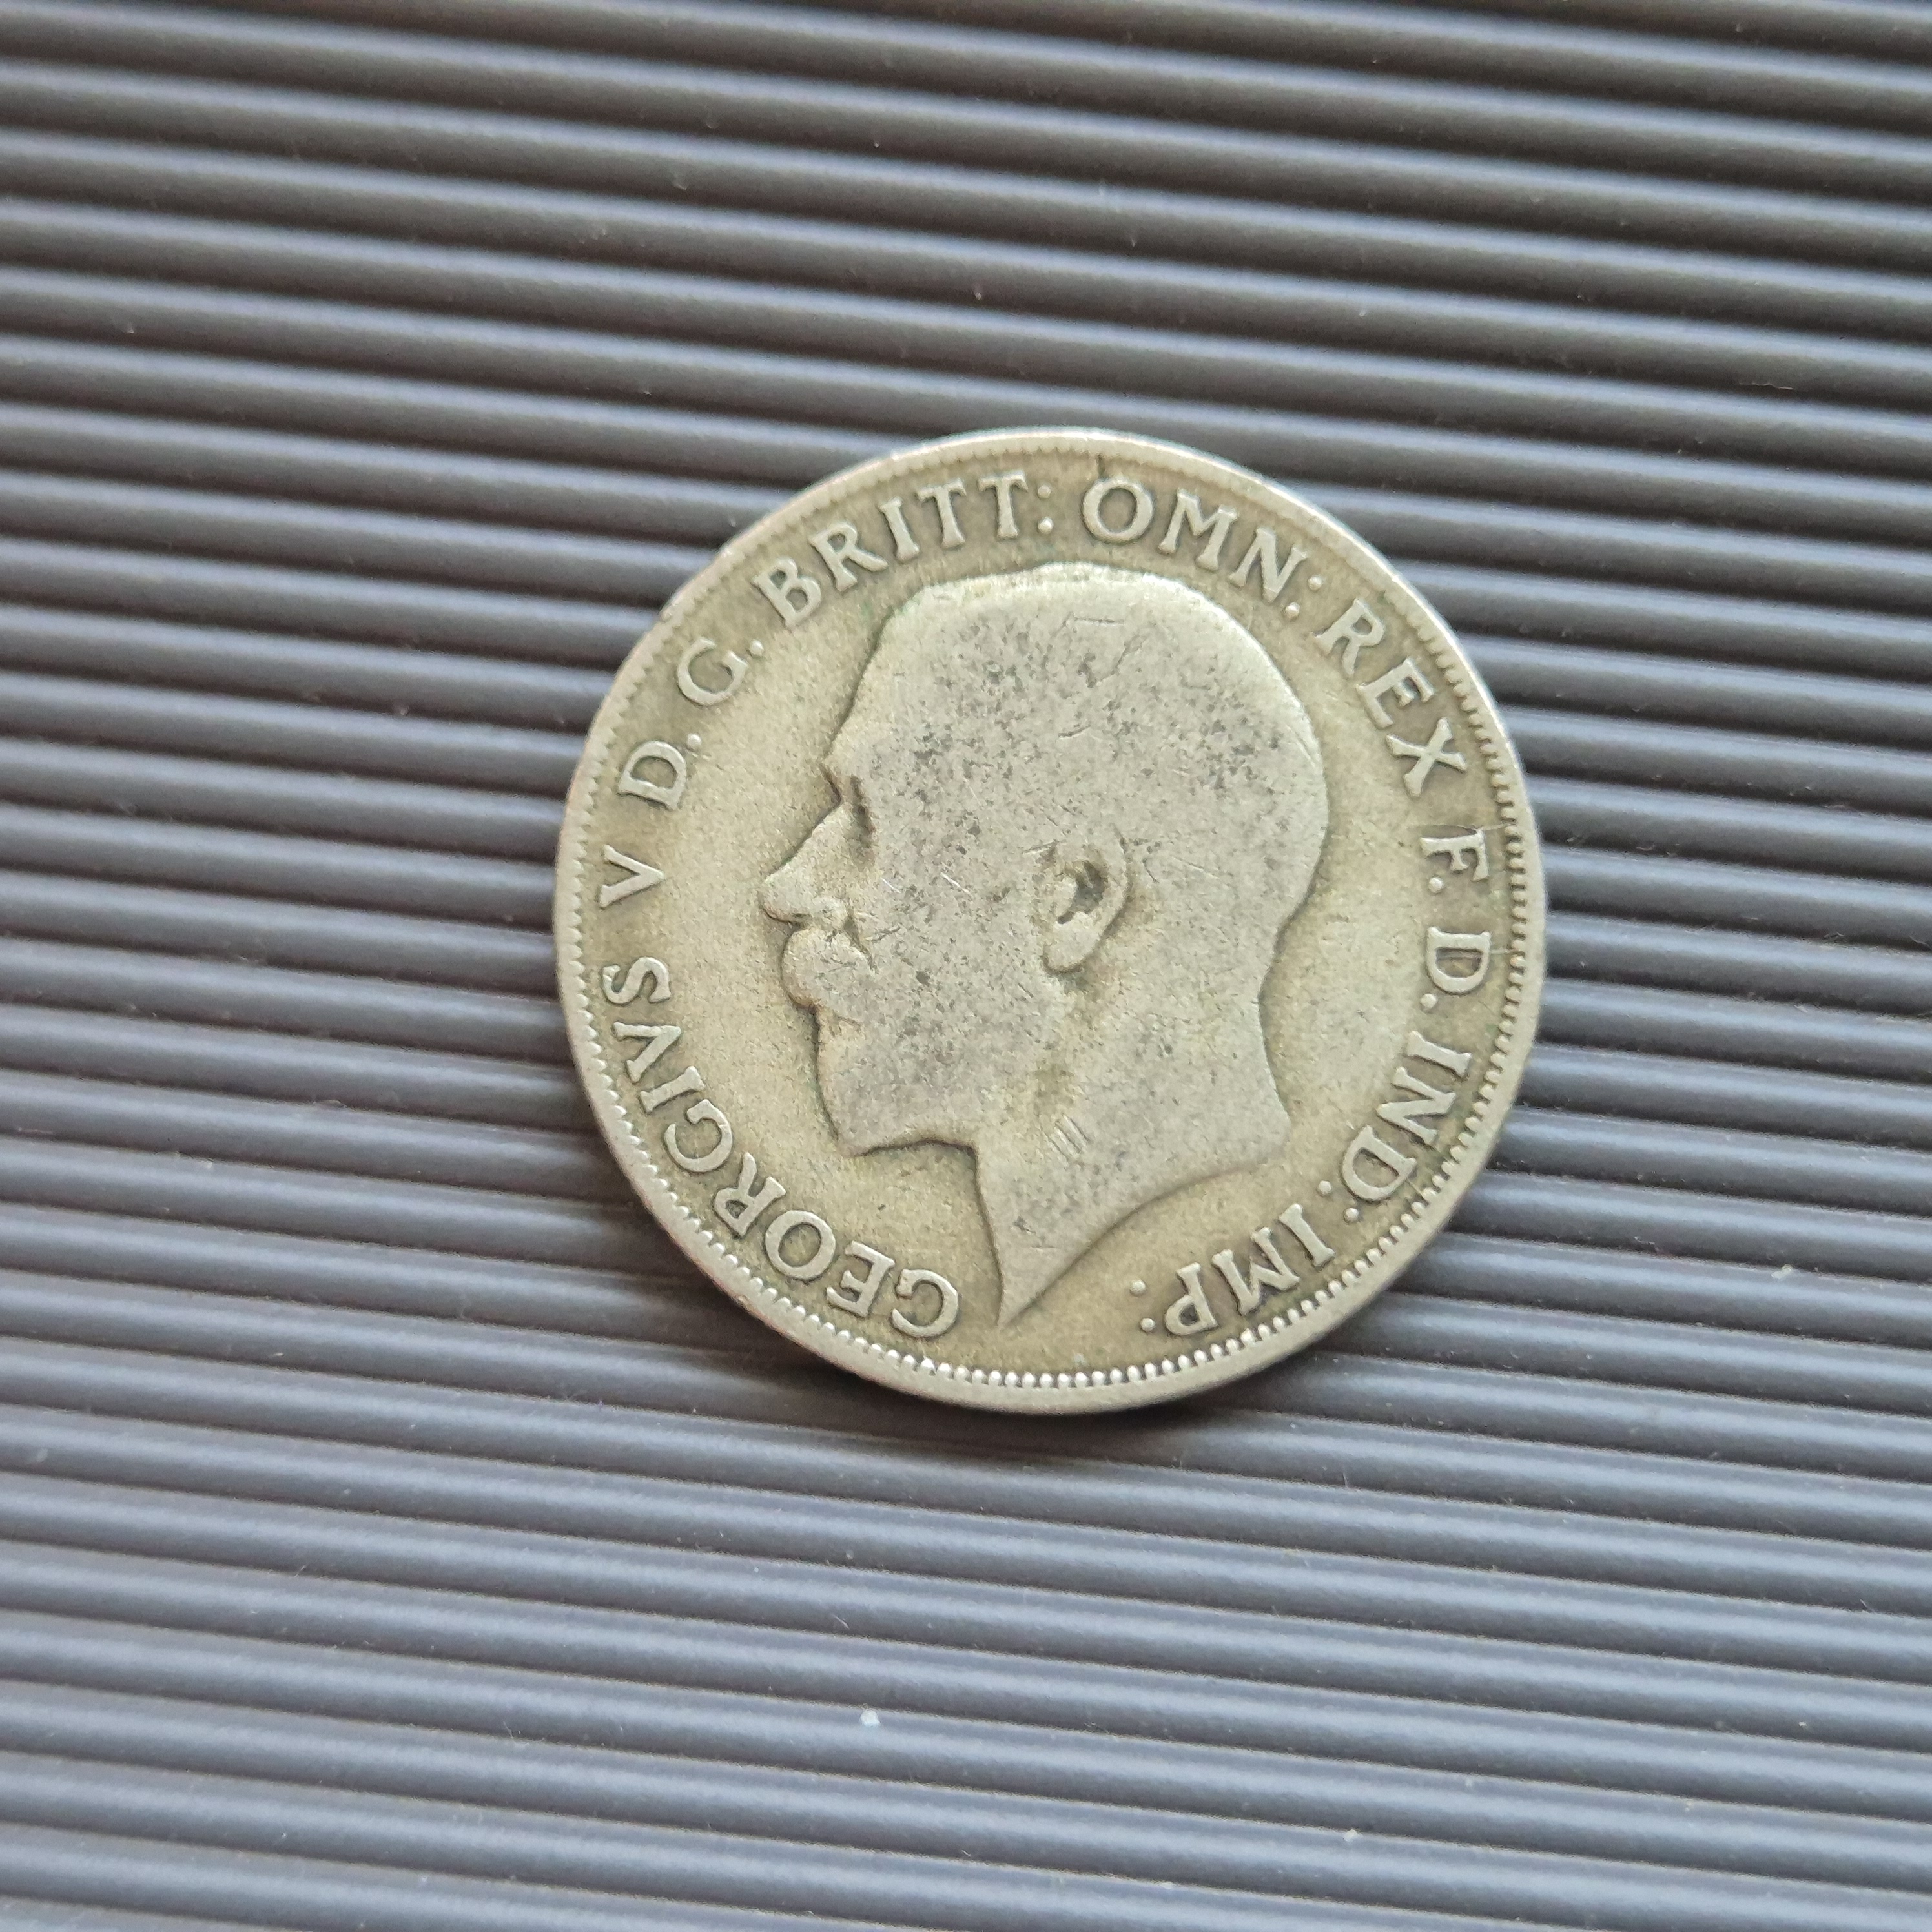 GEORGIVS V D.G. BRITT: OMN: REX F.D. IND: IMP: